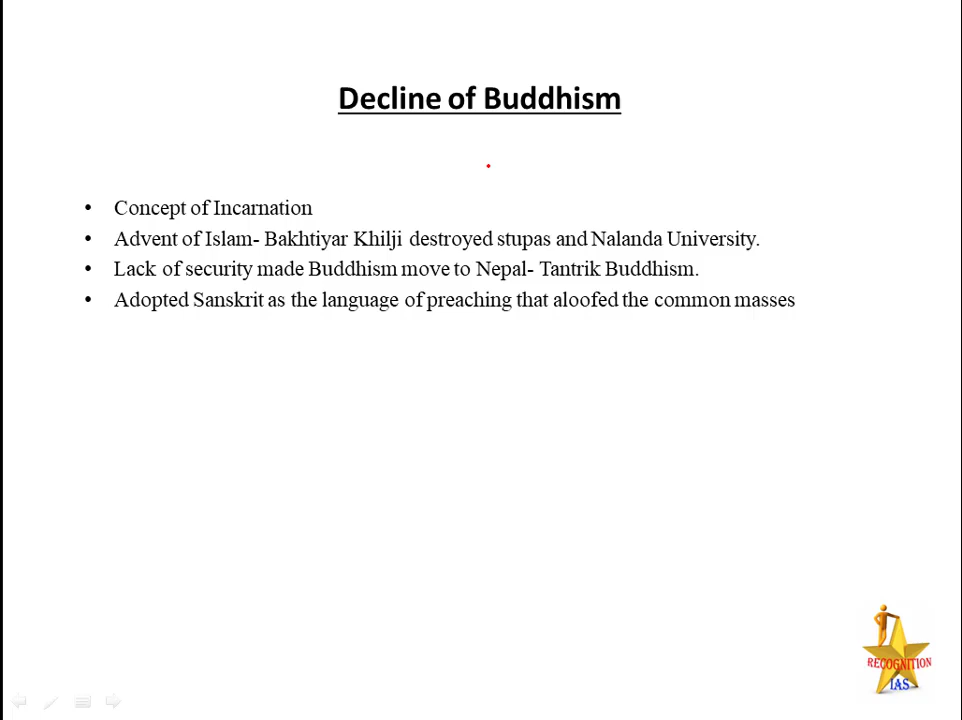 Decline of Buddhism
• Concept of Incarnation
• Advent of Islam- Bakhtiyar Khilji destroyed stupas and Nalanda University.
• Lack of security made Buddhism move to Nepal- Tantrik Buddhism.
• Adopted Sanskrit as the language of preaching that aloofed the common masses
RECOGNITION
IAS